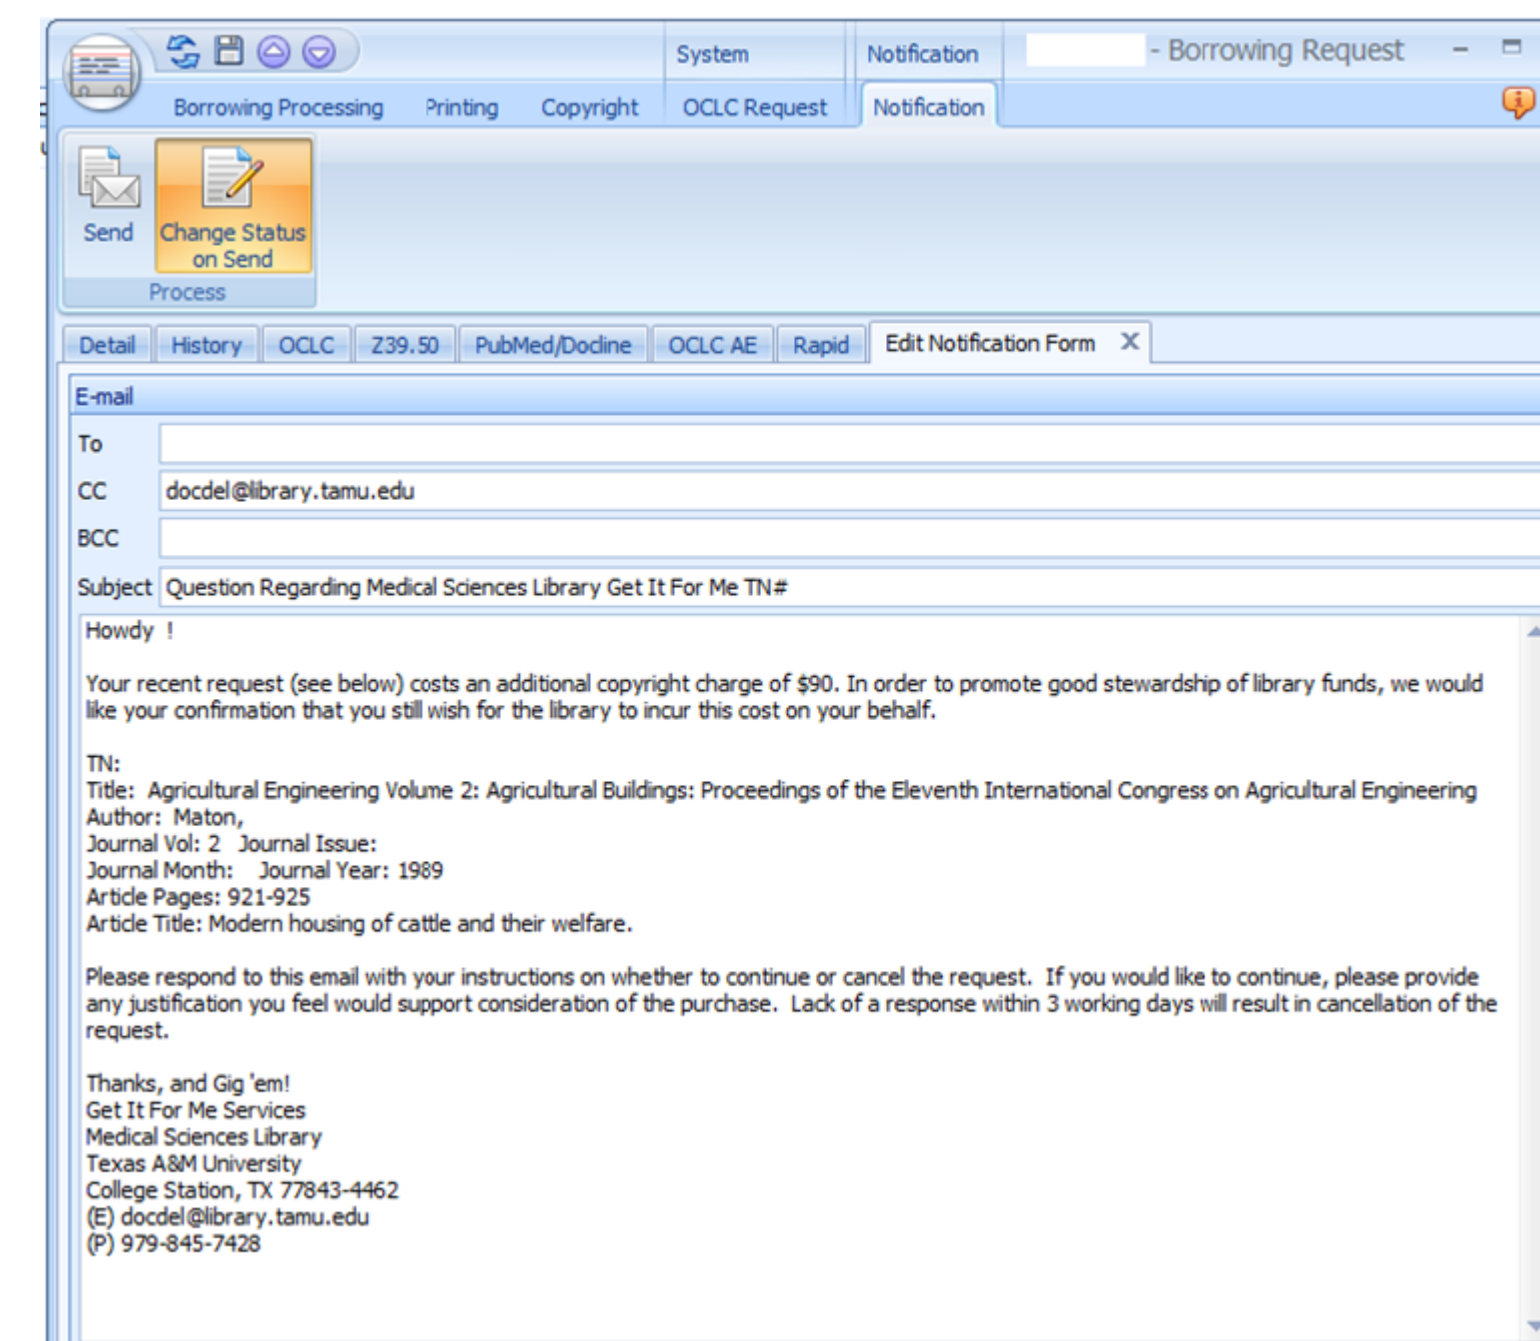 System Notification - Borrowing Request
Borrowing Processing Printing Copyright OCLC Request Notification
Send Change Status
on Send
Process
Detail History OCLC Z39.50 PubMed/Docline OCLC AE Rapid Edit Notification Form X
E-mail
To
CC docdel@library.tamu.edu
BCC
Subject Question Regarding Medical Sciences Library Get It For Me TN#
Howdy !
Your recent request (see below) costs an additional copyright charge of $90. In order to promote good stewardship of library funds, we would
like your confirmation that you still wish for the library to incur this cost on your behalf.
TN:
Title: Agricultural Engineering Volume 2: Agricultural Buildings: Proceedings of the Eleventh International Congress on Agricultural Engineering
Author: Maton,
Journal Vol: 2 Journal Issue:
Journal Month: Journal Year: 1989
Article Pages: 921-925
Article Title: Modern housing of cattle and their welfare.
Please respond to this email with your instructions on whether to continue or cancel the request. If you would like to continue, please provide
any justification you feel would support consideration of the purchase. Lack of a response within 3 working days will result in cancellation of the
request.
Thanks, and Gig 'em!
Get It For Me Services
Medical Sciences Library
Texas A&M University
College Station, TX 77843-4462
(E) docdel@library.tamu.edu
(P) 979-845-7428